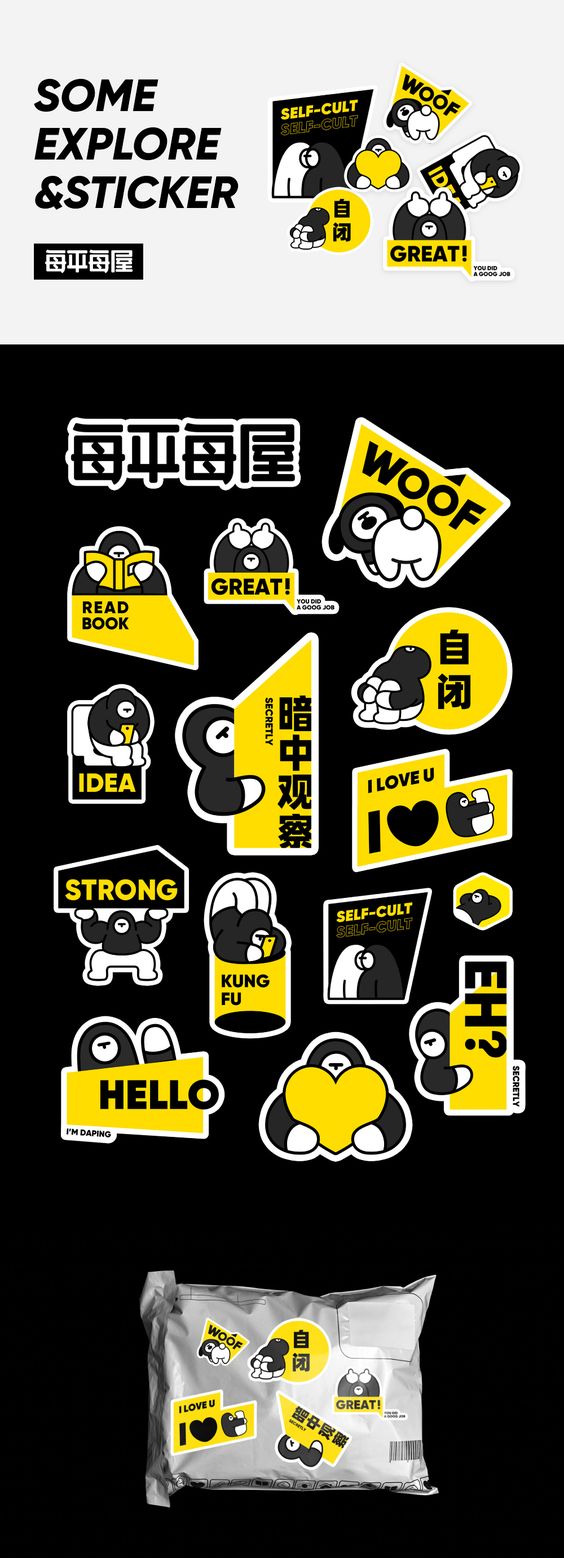 SOME
EXPLORE
&STICKER
每平每屋
SELF-CULT
SELF-CULT
WOOF
自
闭
GREAT!
YOU DID
A GOOG JOB
每平每屋
WOOF
READ
BOOK
GREAT!
YOU DID
A GOOG JOB
自
闭
IDEA
SECRETLY
暗中观察
I LOVE U
I
STRONG
KUNG
FU
SELF-CULT
SELF-CULT
EH?
SECRETLY
HELLO
I'M DAPING
WOOF
自
闭
I LOVE U
I
暗中观察
SECRETLY
GREAT!
YOU DID
A GOOG JOB